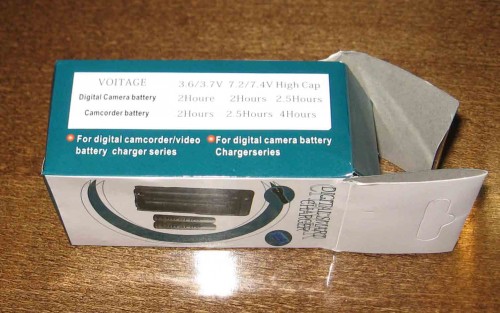 VOITAGE 3.6/3.7V 7.2/7.4V High Cap
Digital Camera battery 2Houre 2Hours 2.5Hours
Camcorder battery 2Hours 2.5Hours 4Hours
For digital camcorder/video
battery charger series
For digital camera battery
Chargerseries
CHARGER